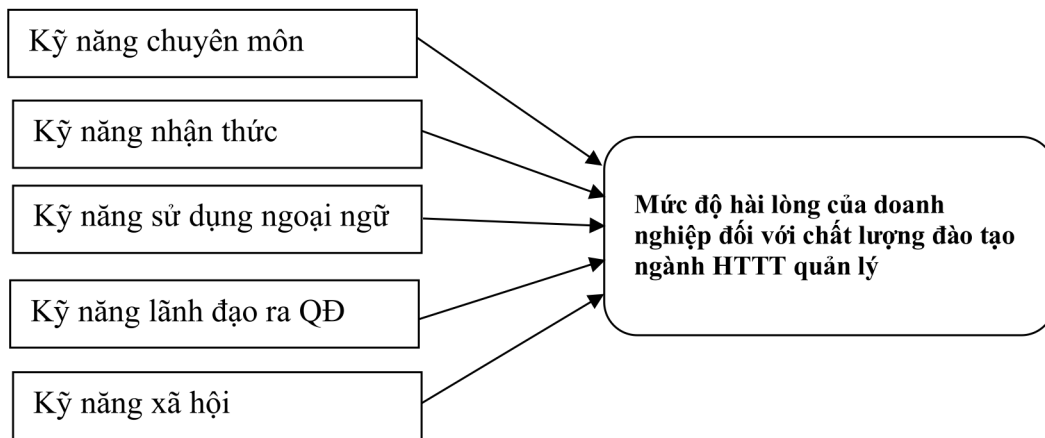 Kỹ năng chuyên môn
Kỹ năng nhận thức
Kỹ năng sử dụng ngoại ngữ
Kỹ năng lãnh đạo ra QĐ
Kỹ năng xã hội
Mức độ hài lòng của doanh
nghiệp đối với chất lượng đào tạo
ngành HTTT quản lý